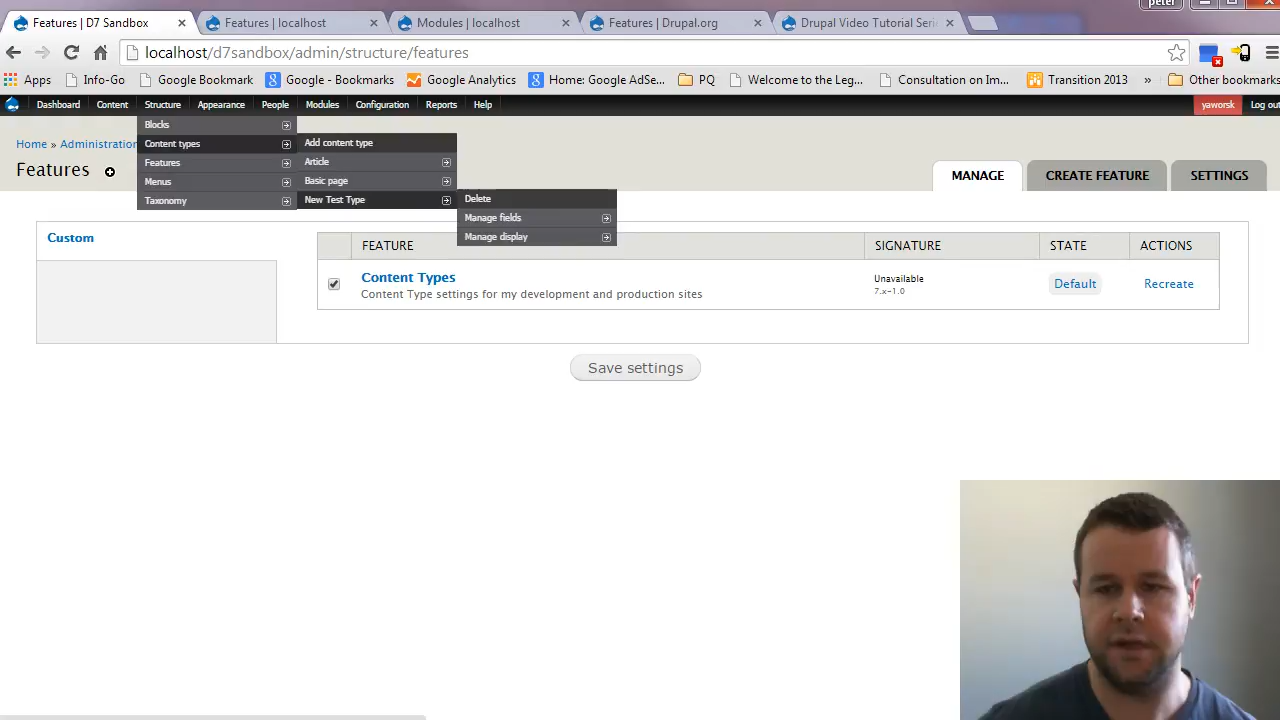 peter
Features | D7 Sandbox
Features | localhost
Modules | localhost
Features | Drupal.org
Drupal Video Tutorial Seri
localhost/d7sandbox/admin/structure/features
Apps
Info-Go
Google Bookmark
Google - Bookmarks
Google Analytics
Home: Google AdSe...
PQ
Welcome to the Leg...
Consultation on Im...
Transition 2013
»
Other bookmarks
Dashboard
Content
Structure
Appearance
People
Modules
Configuration
Reports
Help
yaworsk
Log out
Blocks
Content types
Features
Menus
Taxonomy
Add content type
Article
Basic page
New Test Type
Delete
Manage fields
Manage display
Home » Administration
Features
MANAGE
CREATE FEATURE
SETTINGS
Custom
FEATURE
SIGNATURE
STATE
ACTIONS
Content Types
Content Type settings for my development and production sites
Unavailable
7.x-1.0
Default
Recreate
Save settings